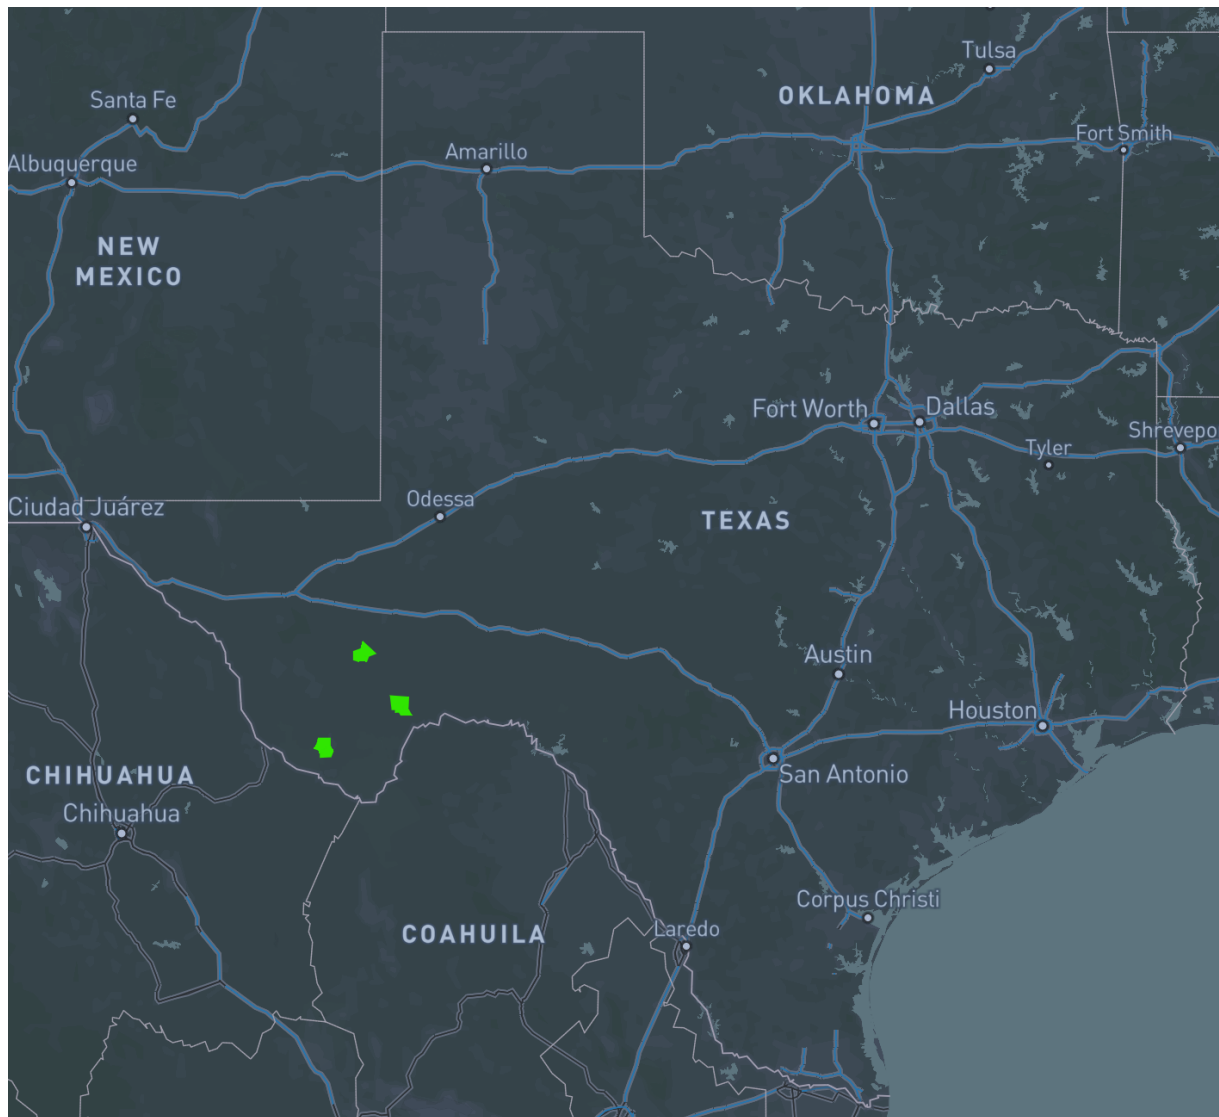 Tulsa
OKLAHOMA
Santa Fe
Fort Smith
Amarillo
Albuquerque
NEW
MEXICO
Fort Worth
Dallas
Shrevepo
Tyler
Odessa
Ciudad Juárez
TEXAS
Austin
Houston
San Antonio
CHIHUAHUA
Chihuahua
Corpus Christi
COAHUILA
Laredo